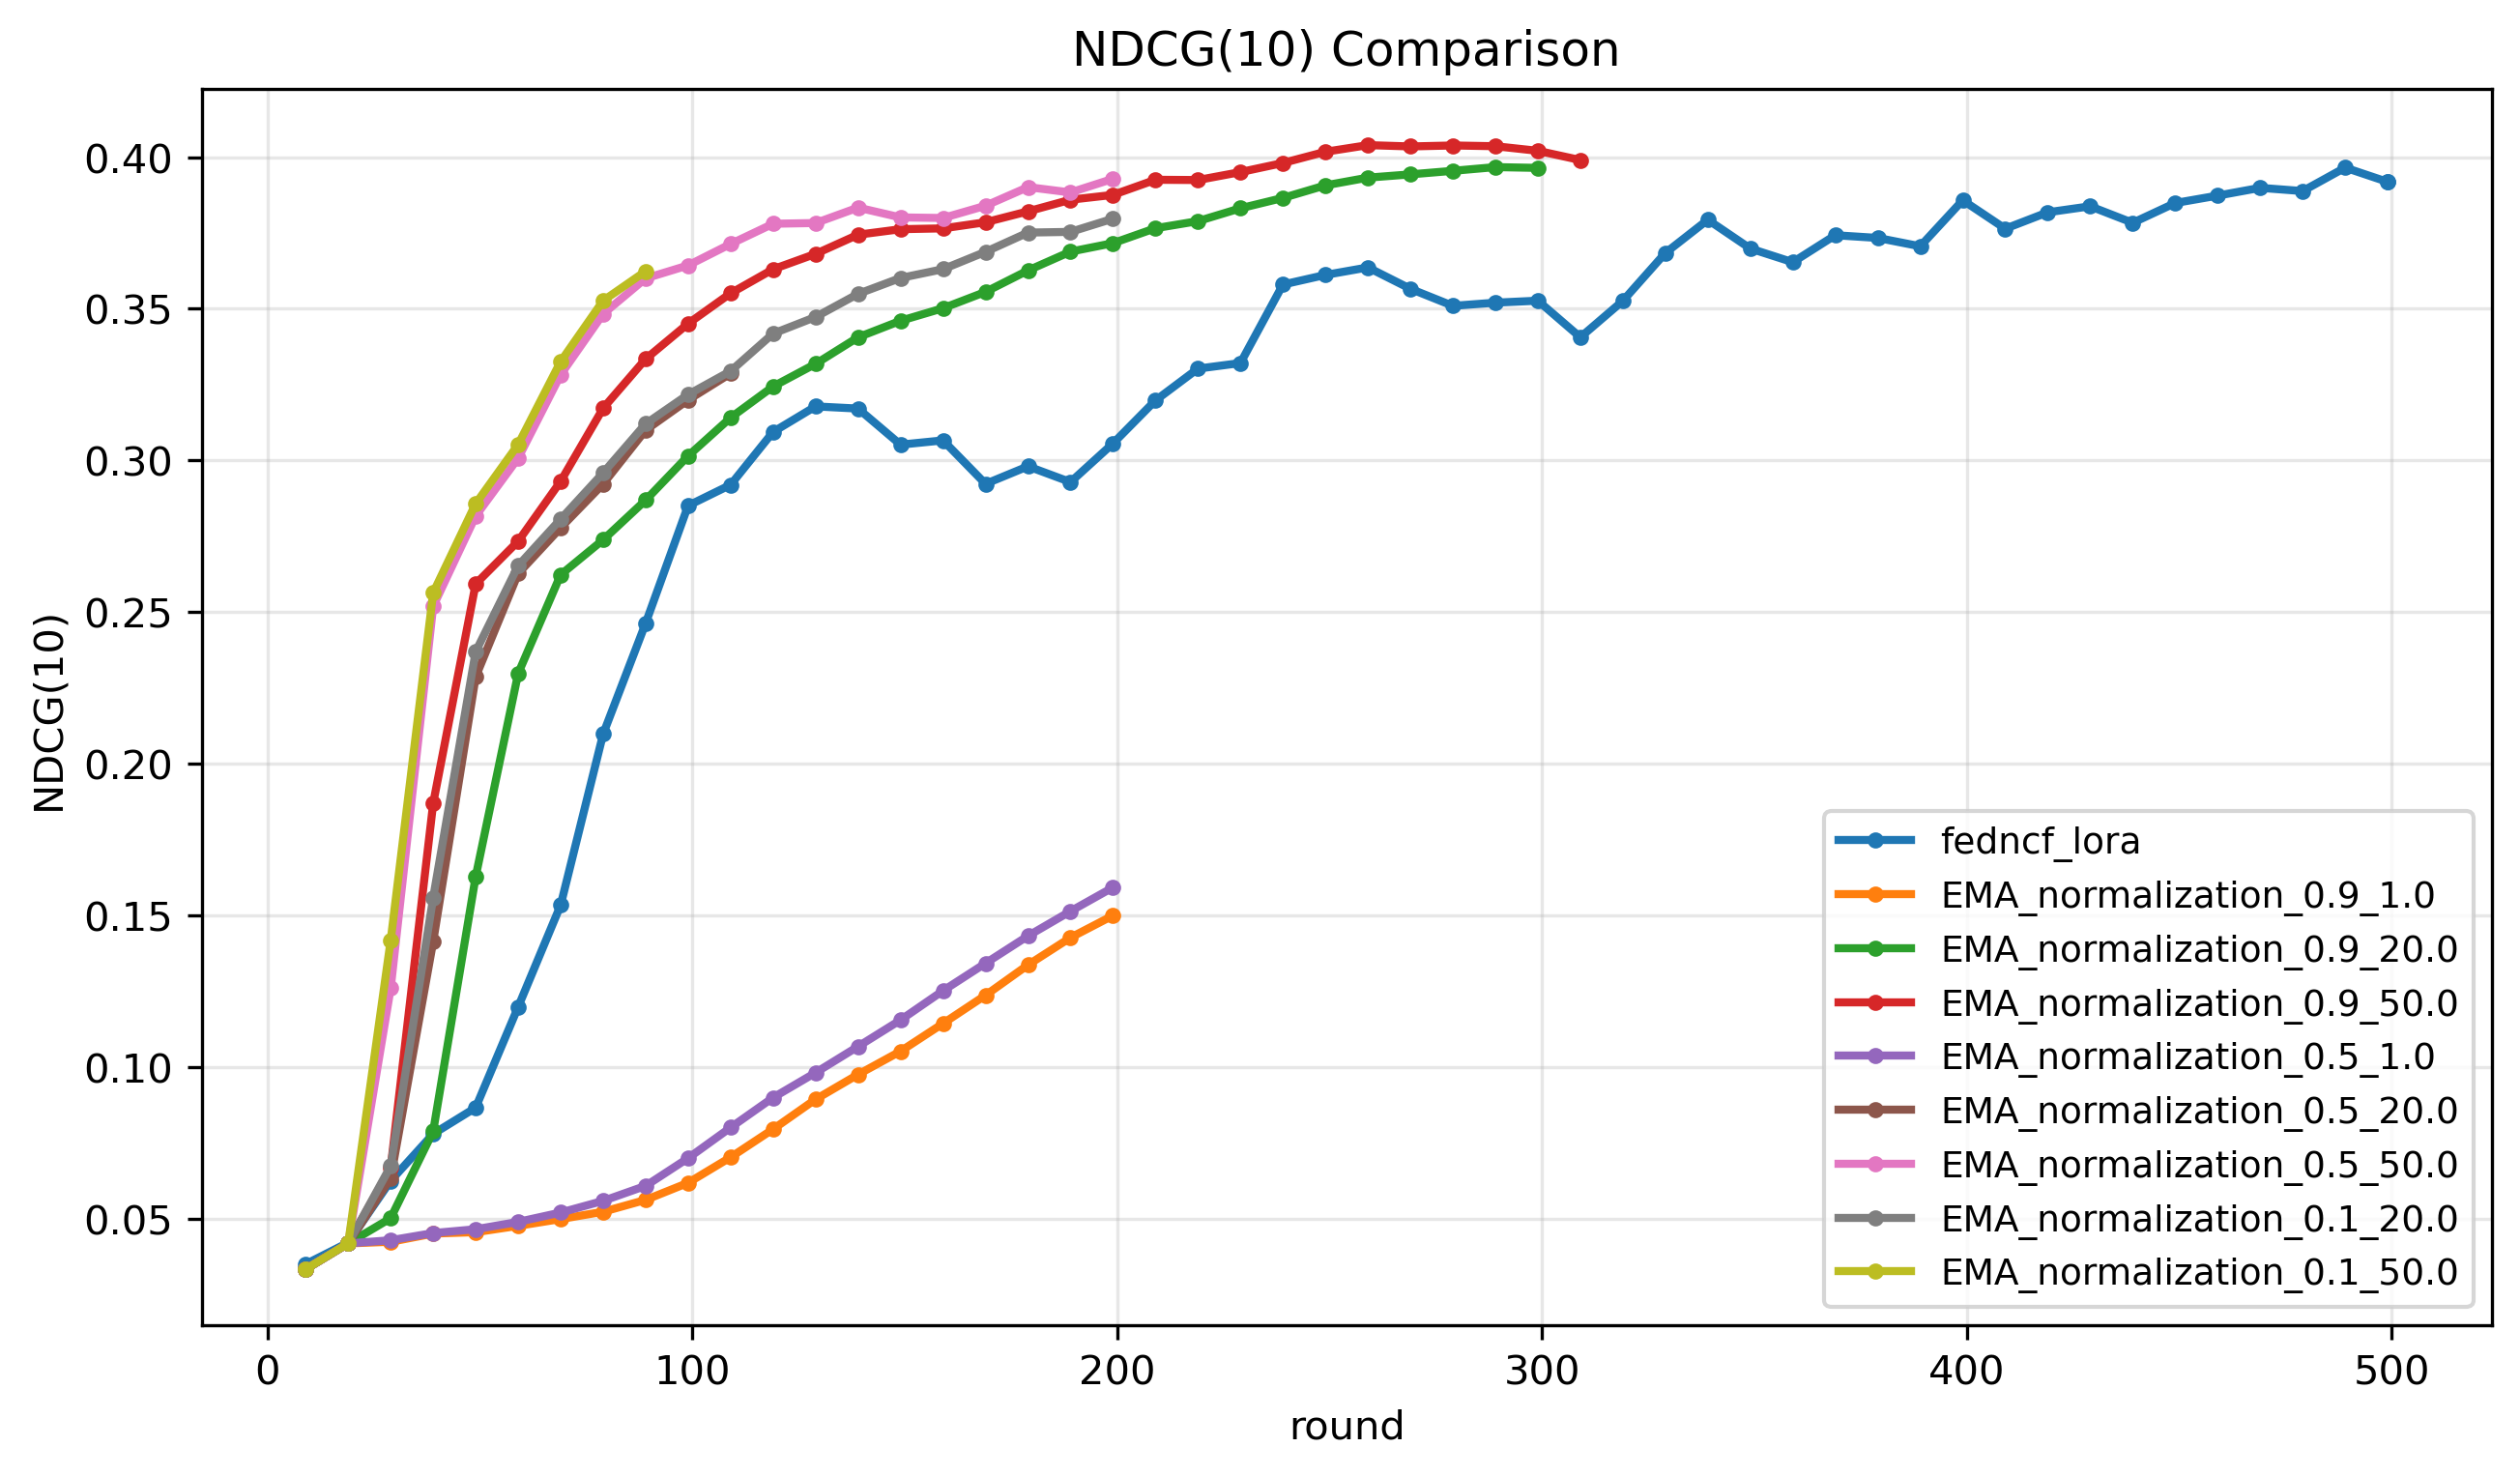 NDCG(10) Comparison
NDCG(10)
0.40
0.35
0.30
0.25
0.20
0.15
0.10
0.05
0
100
200
300
400
500
round
fedncf_lora
EMA_normalization_0.9_1.0
EMA_normalization_0.9_20.0
EMA_normalization_0.9_50.0
EMA_normalization_0.5_1.0
EMA_normalization_0.5_20.0
EMA_normalization_0.5_50.0
EMA_normalization_0.1_20.0
EMA_normalization_0.1_50.0